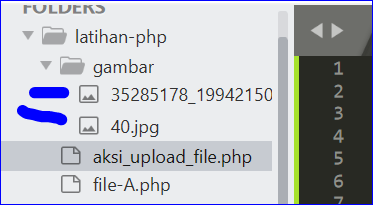 FOLDERS
latihan-php
gambar
35285178_19942150
40.jpg
aksi_upload_file.php
file-A.php
1
2
3
4
5
6
7